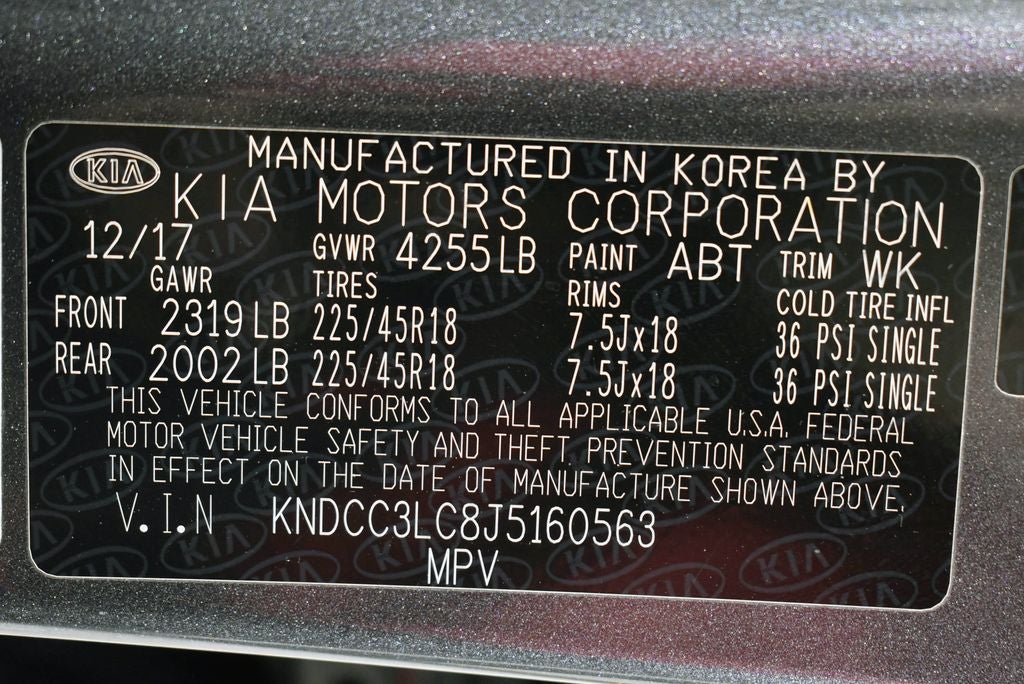 KIA MANUFACTURED IN KOREA BY
KIA MOTORS CORPORATION
12/17 GVWR 4255LB PAINT ABT TRIM WK
GAWR TIRES RIMS COLD TIRE INFL
FRONT 2319LB 225/45R18 7.5Jx18 36 PSI SINGLE
REAR 2002LB 225/45R18 7.5Jx18 36 PSI SINGLE
THIS VEHICLE CONFORMS TO ALL APPLICABLE U.S.A. FEDERAL
MOTOR VEHICLE SAFETY AND THEFT PREVENTION STANDARDS
IN EFFECT ON THE DATE OF MANUFACTURE SHOWN ABOVE.
V.I.N KNDCC3LC8J5160563
MPV